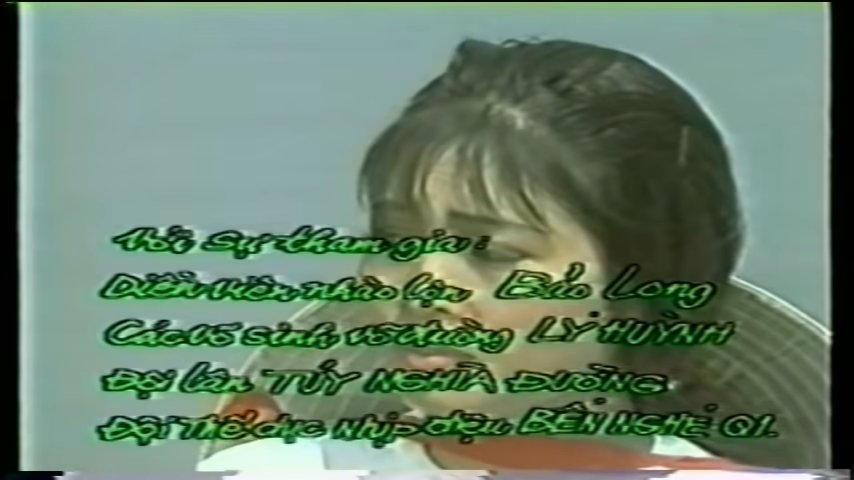 Với sự tham gia :
Diễn viên nhào lộn Bảo Long
Các võ sinh võ đường LÝ HUỲNH
Đội lân TÚY NGHĨA ĐƯỜNG
Đội Thể dục nhịp điệu BẾN NGHÉ Q1.